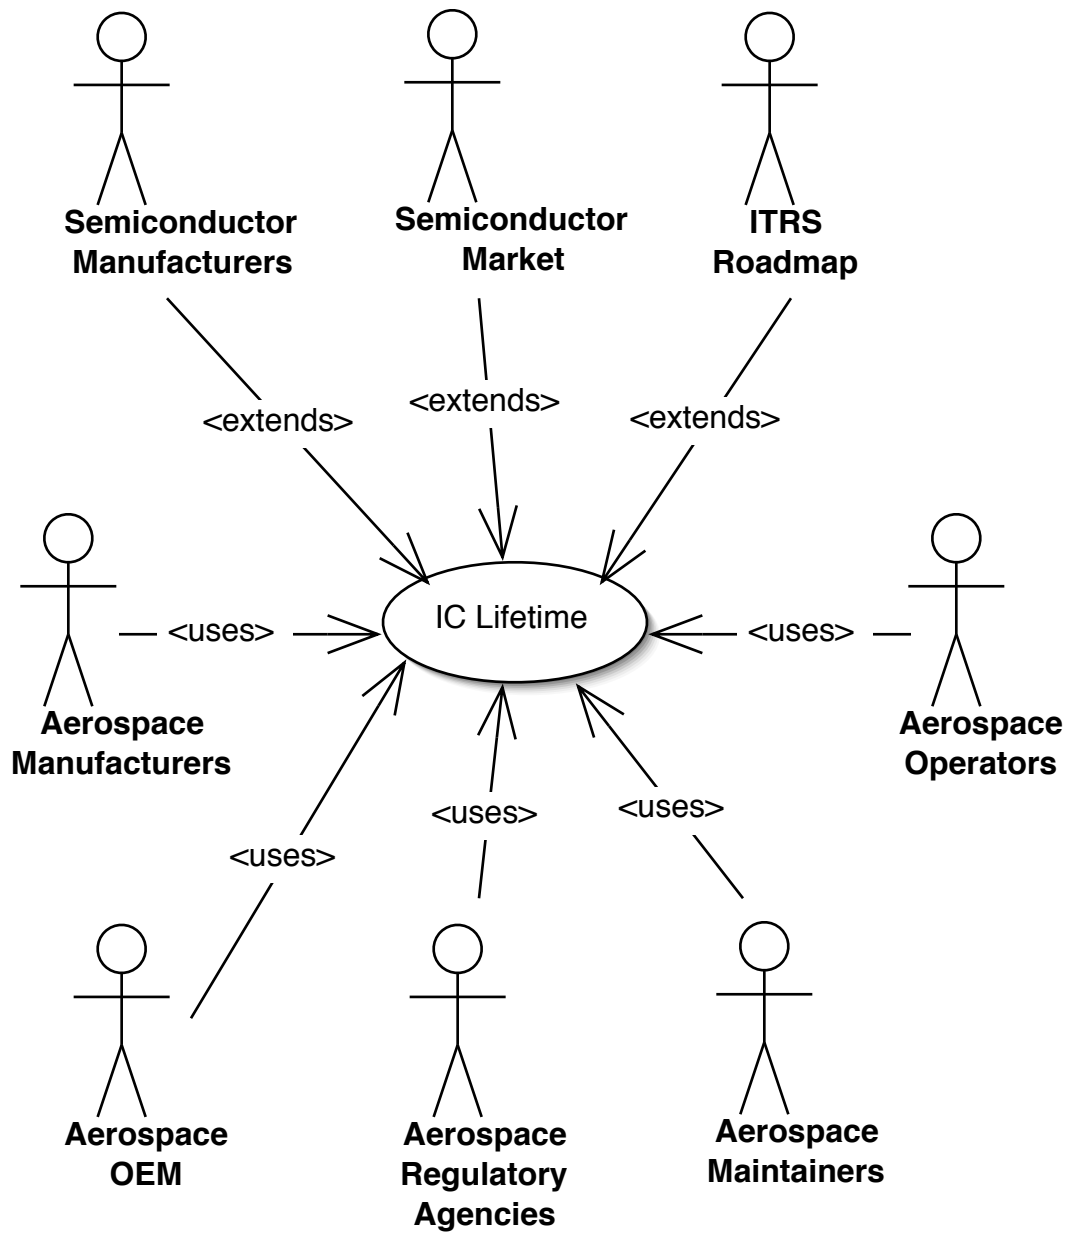 Semiconductor
Manufacturers
Semiconductor
Market
ITRS
Roadmap
<extends>
<extends>
<extends>
IC Lifetime
<uses>
<uses>
Aerospace
Manufacturers
Aerospace
Operators
<uses>
<uses>
<uses>
Aerospace
OEM
Aerospace
Regulatory
Agencies
Aerospace
Maintainers